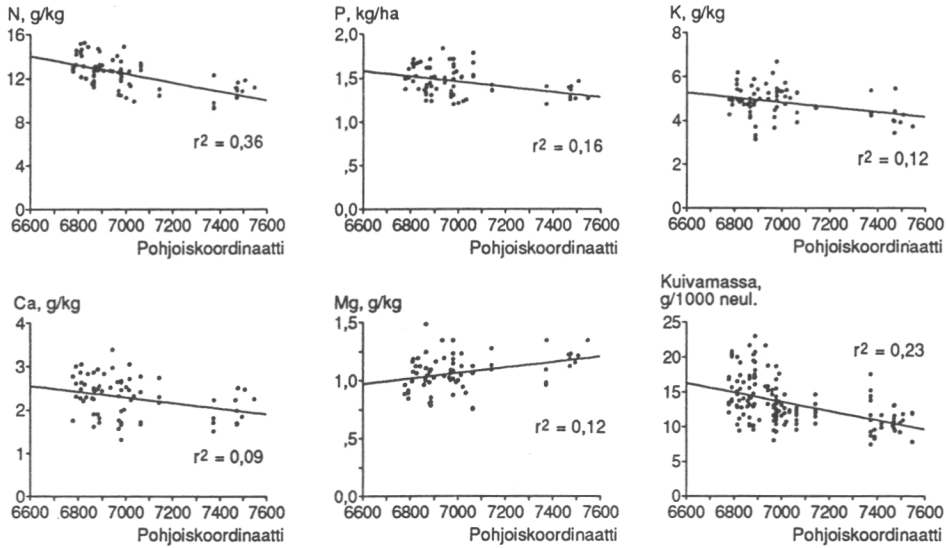 N, g/kg
16
12
8
4
0
r² = 0,36
6600 6800 7000 7200 7400 7600
Pohjoiskoordinaatti
P, kg/ha
2,0
1,5
1,0
,5
0,0
r² = 0,16
6600 6800 7000 7200 7400 7600
Pohjoiskoordinaatti
K, g/kg
8
6
4
2
0
r² = 0,12
6600 6800 7000 7200 7400 7600
Pohjoiskoordinaatti
Ca, g/kg
4
3
2
1
0
r² = 0,09
6600 6800 7000 7200 7400 7600
Pohjoiskoordinaatti
Mg, g/kg
1,5
1,0
,5
0,0
r² = 0,12
6600 6800 7000 7200 7400 7600
Pohjoiskoordinaatti
Kuivamassa,
g/1000 neul.
25
20
15
10
5
0
r² = 0,23
6600 6800 7000 7200 7400 7600
Pohjoiskoordinaatti